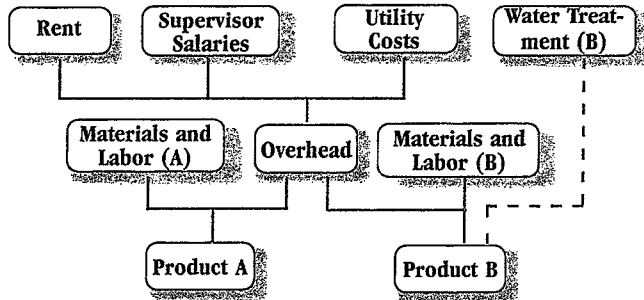 Rent
Supervisor
Salaries
Utility
Costs
Water Treat-
ment (B)
Materials and
Labor (A)
Overhead
Materials and
Labor (B)
Product A
Product B